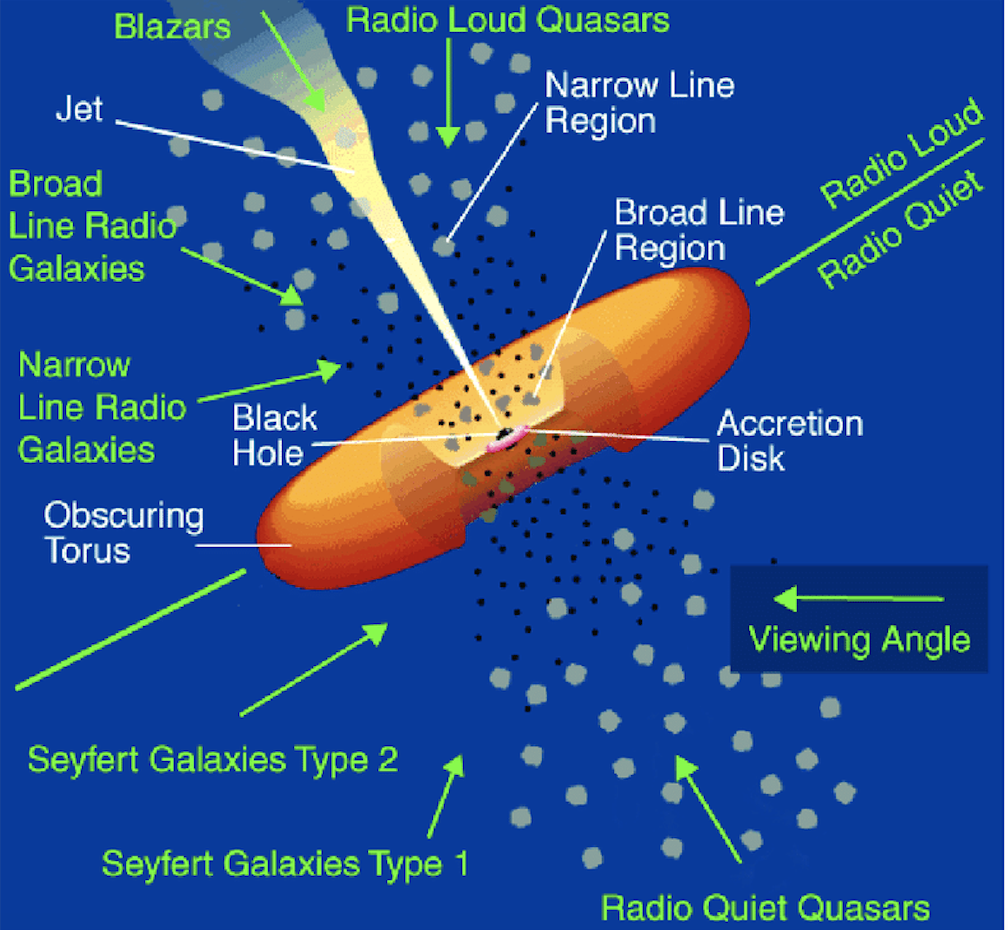 Blazars
Radio Loud Quasars
Jet
Narrow Line
Region
Radio Loud
Radio Quiet
Broad
Line Radio
Galaxies
Broad Line
Region
Narrow
Line Radio
Galaxies
Black
Hole
Accretion
Disk
Obscuring
Torus
Viewing Angle
Seyfert Galaxies Type 2
Seyfert Galaxies Type 1
Radio Quiet Quasars